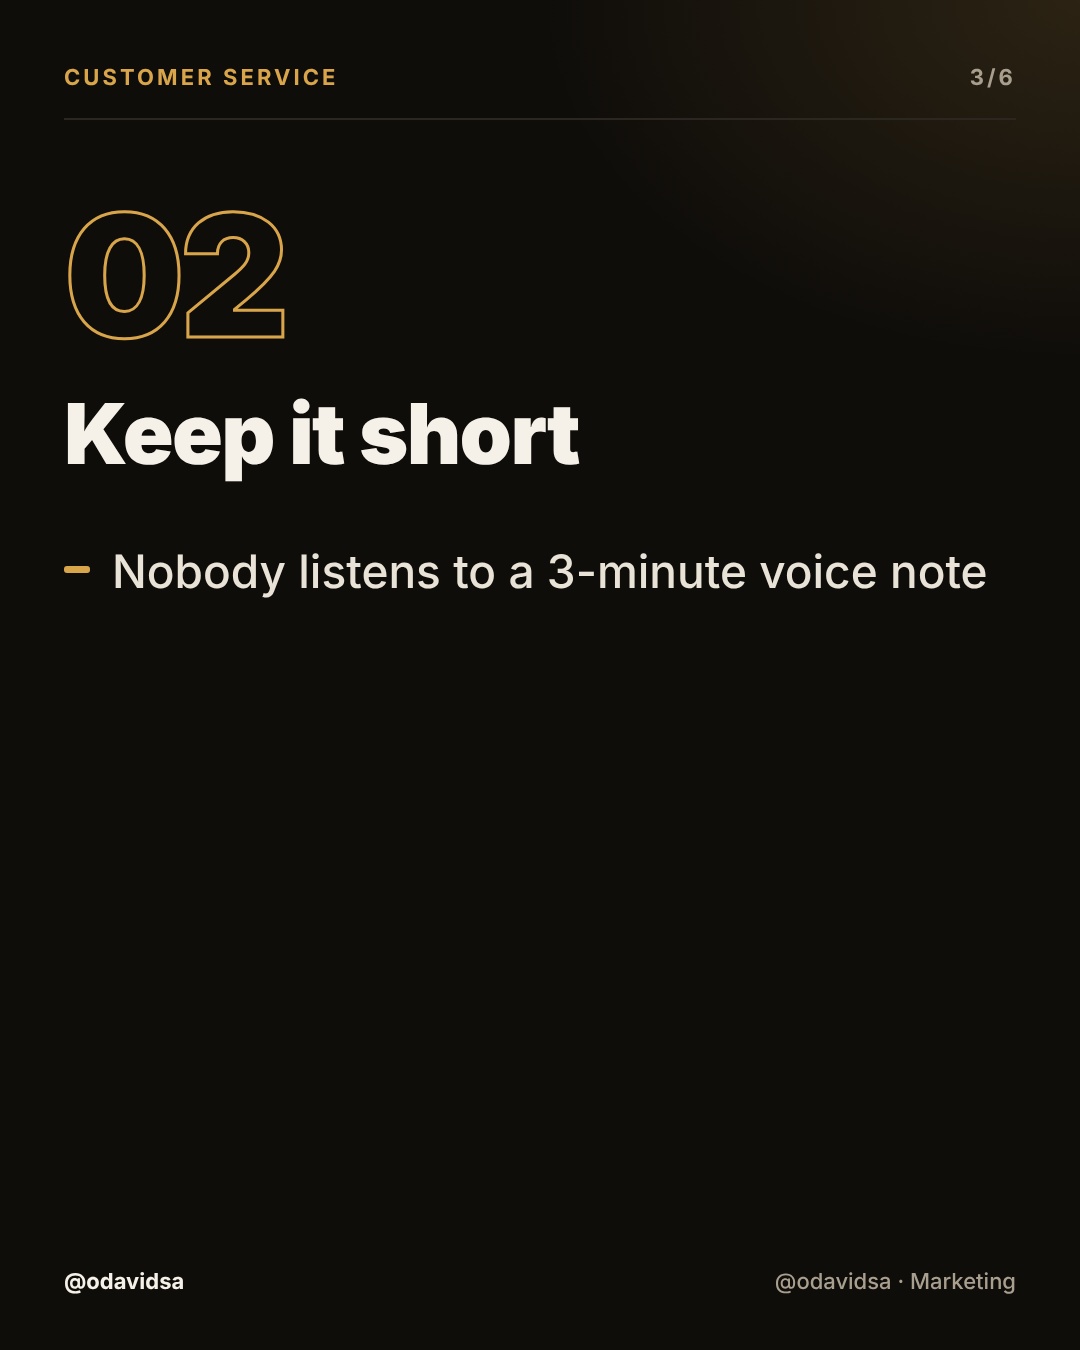 CUSTOMER SERVICE
3/6
02
Keep it short
Nobody listens to a 3-minute voice note
@odavidsa
@odavidsa · Marketing